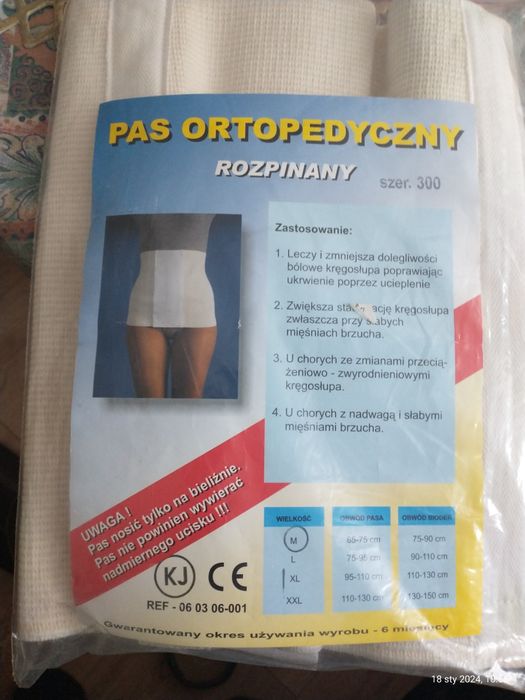 PAS ORTOPEDYCZNY
ROZPINANY
szer. 300
Zastosowanie:
1. Leczy i zmniejsza dolegliwości
bólowe kręgosłupa poprawiając
ukrwienie poprzez ucieplenie
2. Zwiększa kręgosłupa
zwłaszcza przy słabych
mięśniach brzucha.
3. U chorych ze zmianami przecią-
żeniowo - zwyrodnieniowymi
kręgosłupa.
4. U chorych z nadwagą i słabymi
mięśniami brzucha.
UWAGA !
Pas nosić tylko na bieliźnie.
Pas nie powinien wywierać
nadmiernego ucisku !!!
WIELKOŚĆ OBWÓD PASA OBWÓD BIODER
M 65-75 cm 75-90 cm
L 75-95 cm 90-110 cm
XL 95-110 cm 110-130 cm
XXL 110-130 cm 130-150 cm
KJ CE
REF - 06 03 06-001
Gwarantowany okres używania wyrobu - 6 miesięcy
18 sty 2024,